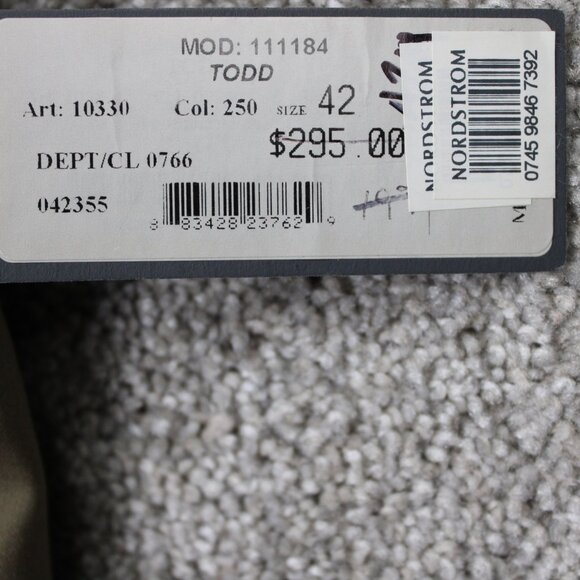 MOD: 111184
TODD
Art: 10330 Col: 250 SIZE 42
$295.00
DEPT/CL 0766
042355
8 83428 23762 9
NORDSTROM
NORDSTROM
0745 9846 7392
M